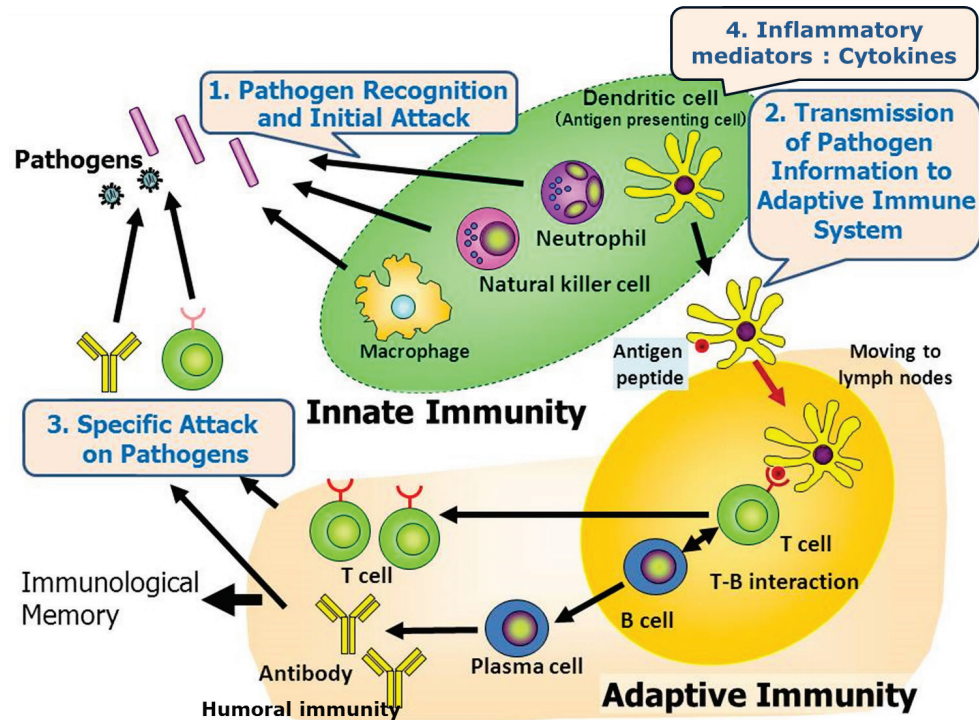 4. Inflammatory
mediators : Cytokines
1. Pathogen Recognition
and Initial Attack
Dendritic cell
(Antigen presenting cell)
2. Transmission
of Pathogen
Information to
Adaptive Immune
System
Pathogens
Neutrophil
Natural killer cell
Macrophage
Antigen
peptide
Moving to
lymph nodes
Innate Immunity
3. Specific Attack
on Pathogens
T cell
T cell
T-B interaction
B cell
Immunological
Memory
Plasma cell
Antibody
Humoral immunity
Adaptive Immunity